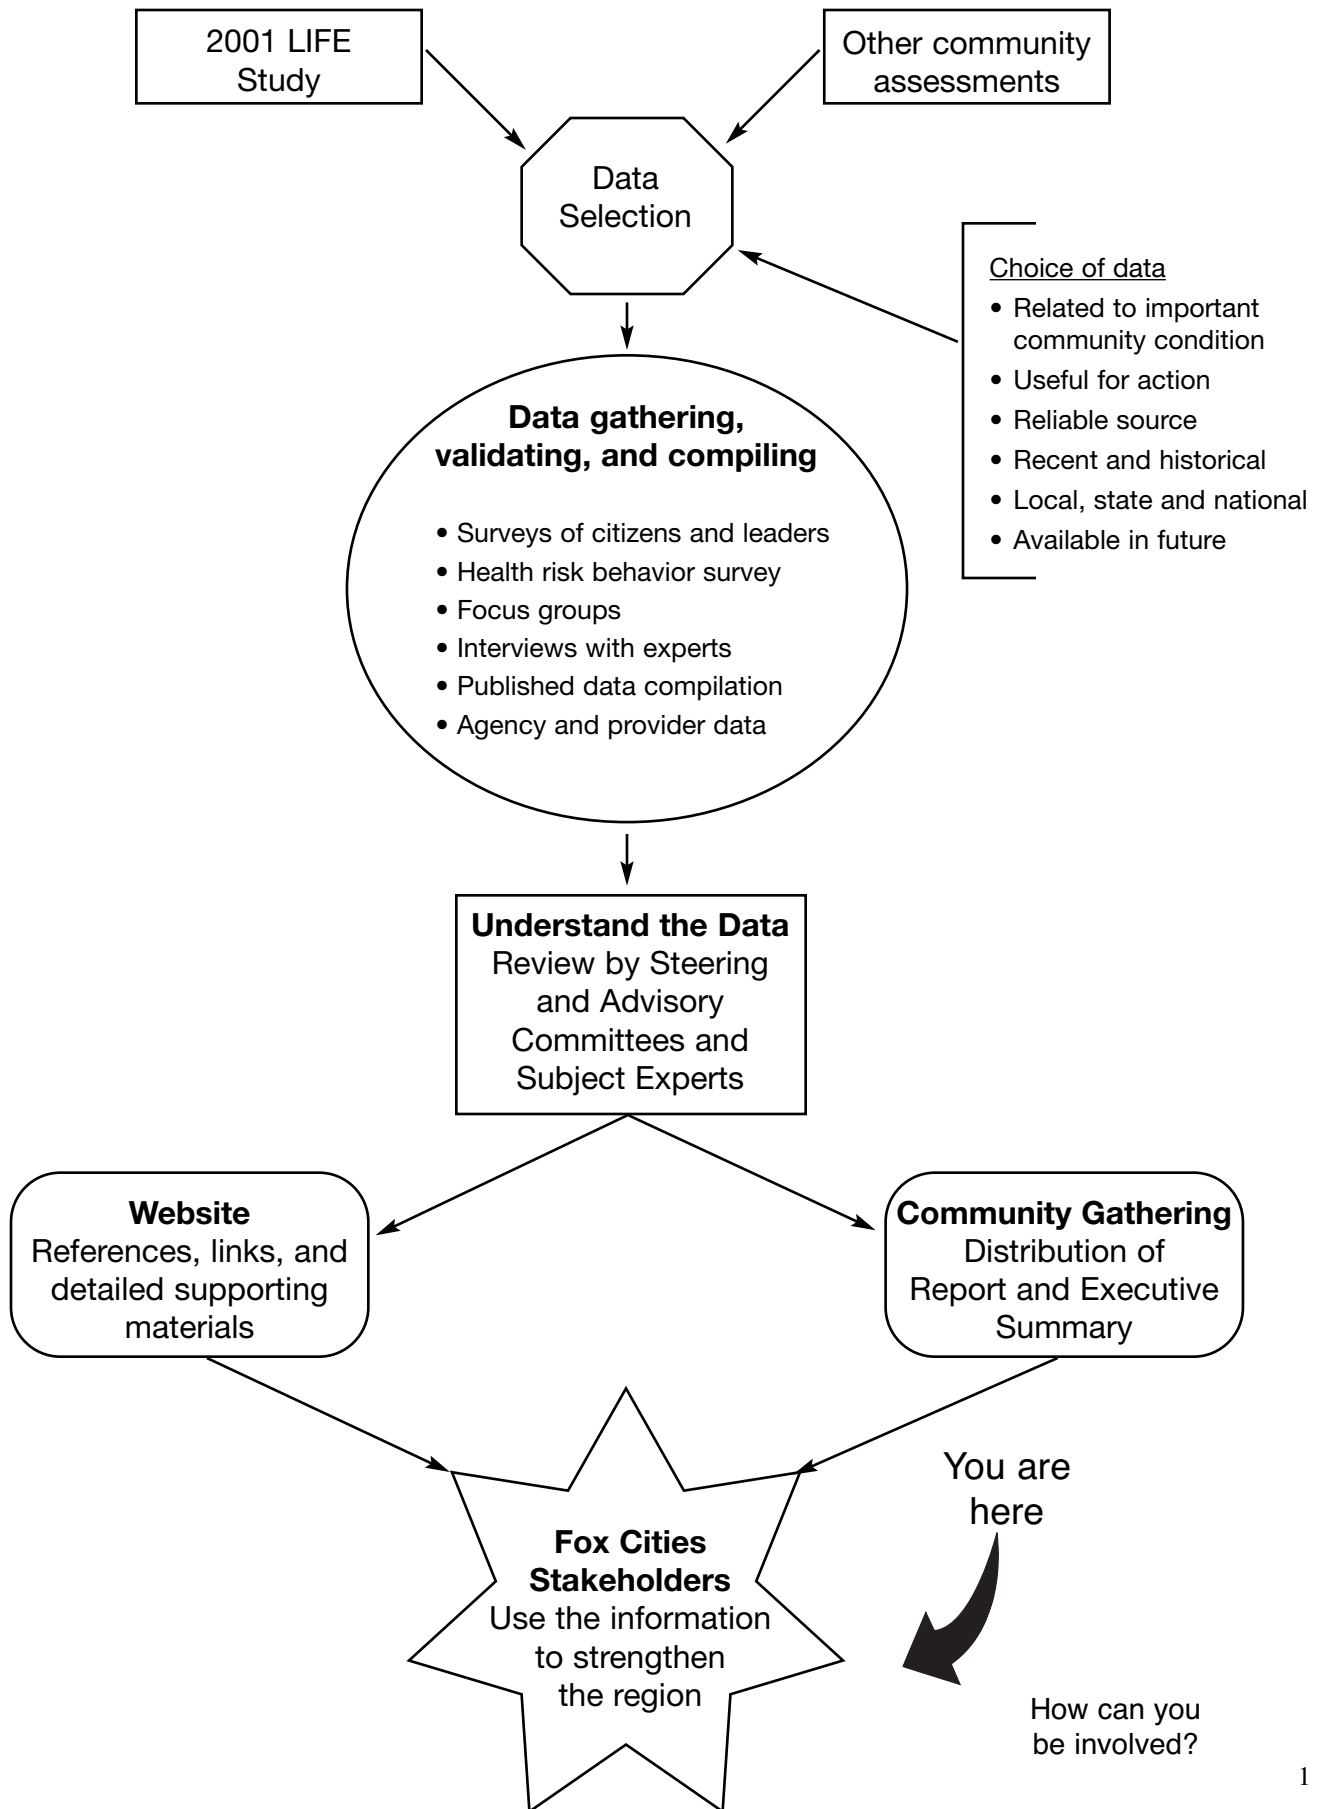 2001 LIFE
Study
Other community
assessments
Data
Selection
Choice of data
• Related to important
community condition
• Useful for action
• Reliable source
• Recent and historical
• Local, state and national
• Available in future
Data gathering,
validating, and compiling
• Surveys of citizens and leaders
• Health risk behavior survey
• Focus groups
• Interviews with experts
• Published data compilation
• Agency and provider data
Understand the Data
Review by Steering
and Advisory
Committees and
Subject Experts
Website
References, links, and
detailed supporting
materials
Community Gathering
Distribution of
Report and Executive
Summary
You are
here
Fox Cities
Stakeholders
Use the information
to strengthen
the region
How can you
be involved?
1